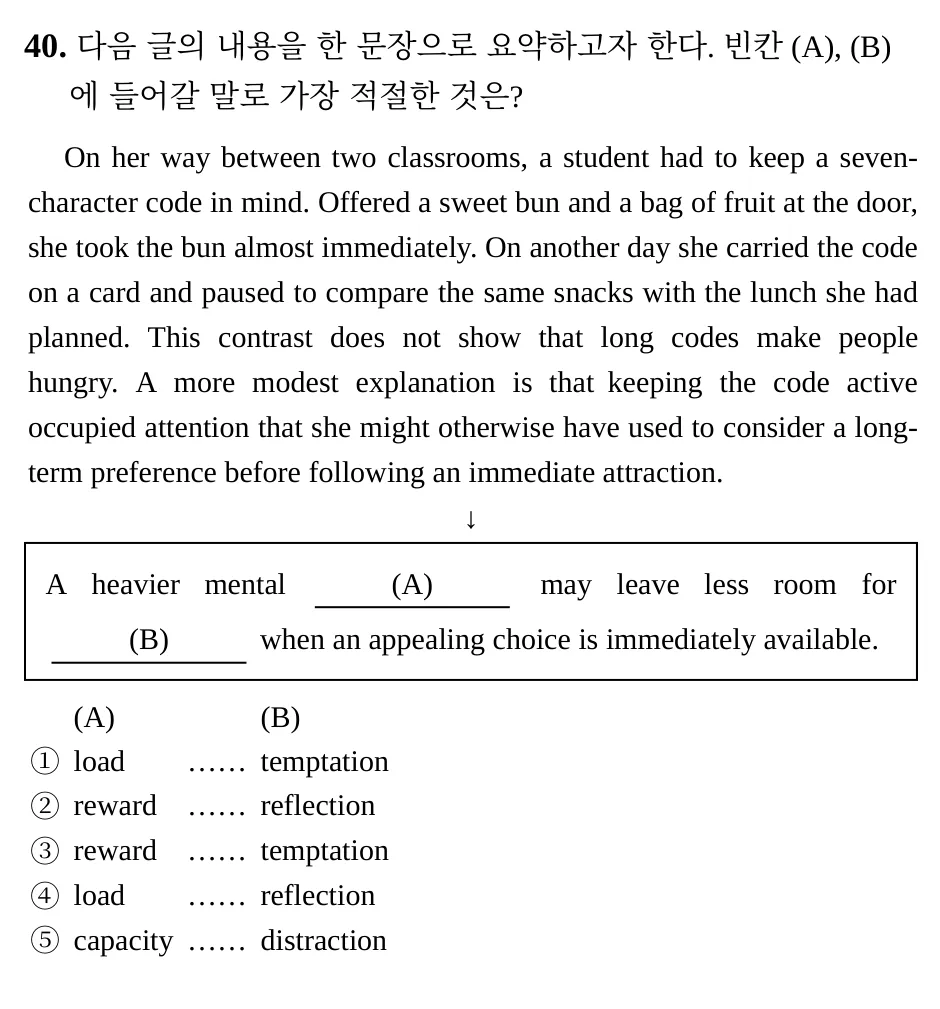 40. 다음 글의 내용을 한 문장으로 요약하고자 한다. 빈칸 (A), (B)
에 들어갈 말로 가장 적절한 것은?
On her way between two classrooms, a student had to keep a seven-
character code in mind. Offered a sweet bun and a bag of fruit at the door,
she took the bun almost immediately. On another day she carried the code
on a card and paused to compare the same snacks with the lunch she had
planned. This contrast does not show that long codes make people
hungry. A more modest explanation is that keeping the code active
occupied attention that she might otherwise have used to consider a long-
term preference before following an immediate attraction.
↓
A heavier mental (A) may leave less room for
(B) when an appealing choice is immediately available.
(A) (B)
① load …… temptation
② reward …… reflection
③ reward …… temptation
④ load …… reflection
⑤ capacity …… distraction